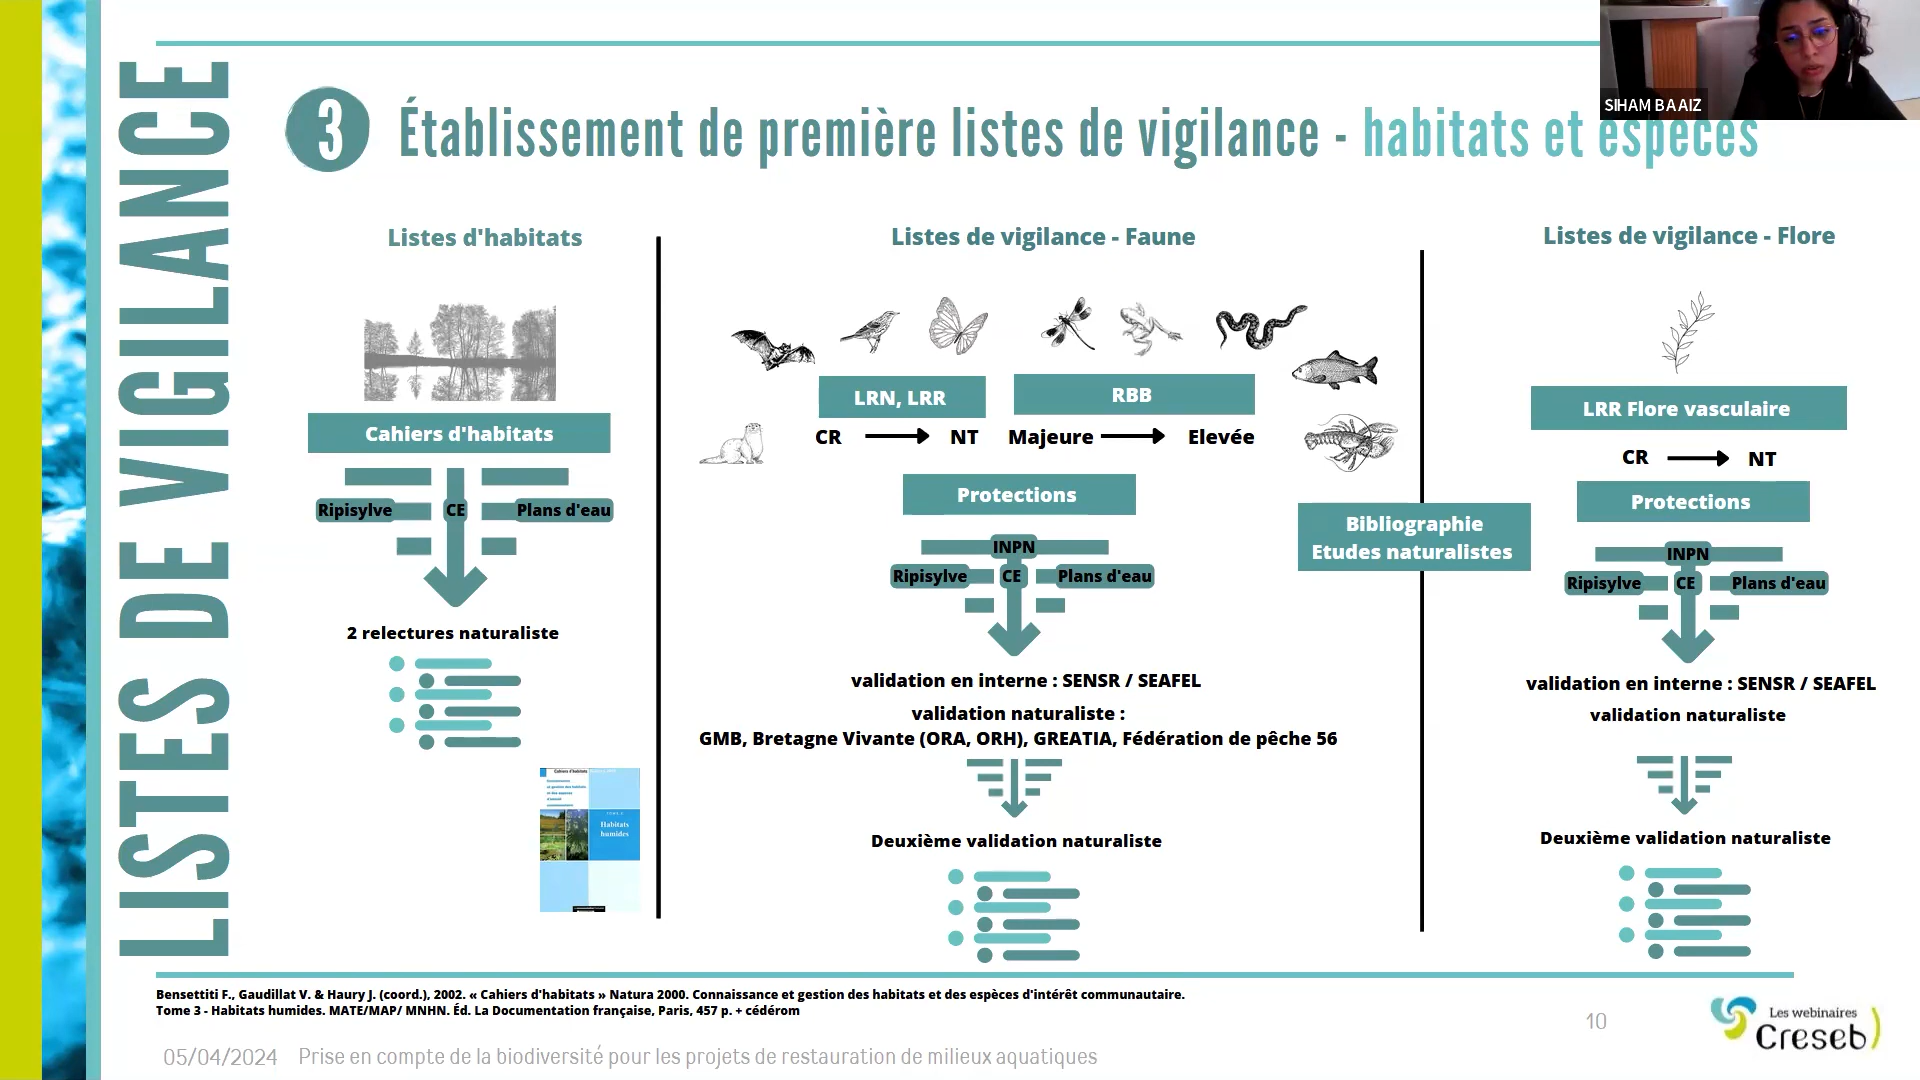 LISTES DE VIGILANCE
SIHAM BAAIZ
3
Établissement de première listes de vigilance - habitats et espèces
Listes d'habitats
Cahiers d'habitats
Ripisylve CE Plans d'eau
2 relectures naturaliste
Cahiers d'habitats
Habitats
humides
Listes de vigilance - Faune
LRN, LRR
RBB
CR NT Majeure Elevée
Protections
INPN
Ripisylve CE Plans d'eau
validation en interne : SENSR / SEAFEL
validation naturaliste :
GMB, Bretagne Vivante (ORA, ORH), GREATIA, Fédération de pêche 56
Deuxième validation naturaliste
Bibliographie
Etudes naturalistes
Listes de vigilance - Flore
LRR Flore vasculaire
CR NT
Protections
INPN
Ripisylve CE Plans d'eau
validation en interne : SENSR / SEAFEL
validation naturaliste
Deuxième validation naturaliste
Bensettiti F., Gaudillat V. & Haury J. (coord.), 2002. « Cahiers d'habitats » Natura 2000. Connaissance et gestion des habitats et des espèces d'intérêt communautaire.
Tome 3 - Habitats humides. MATE/MAP/ MNHN. Éd. La Documentation française, Paris, 457 p. + cédérom
10
Les webinaires
Creseb
05/04/2024 Prise en compte de la biodiversité pour les projets de restauration de milieux aquatiques